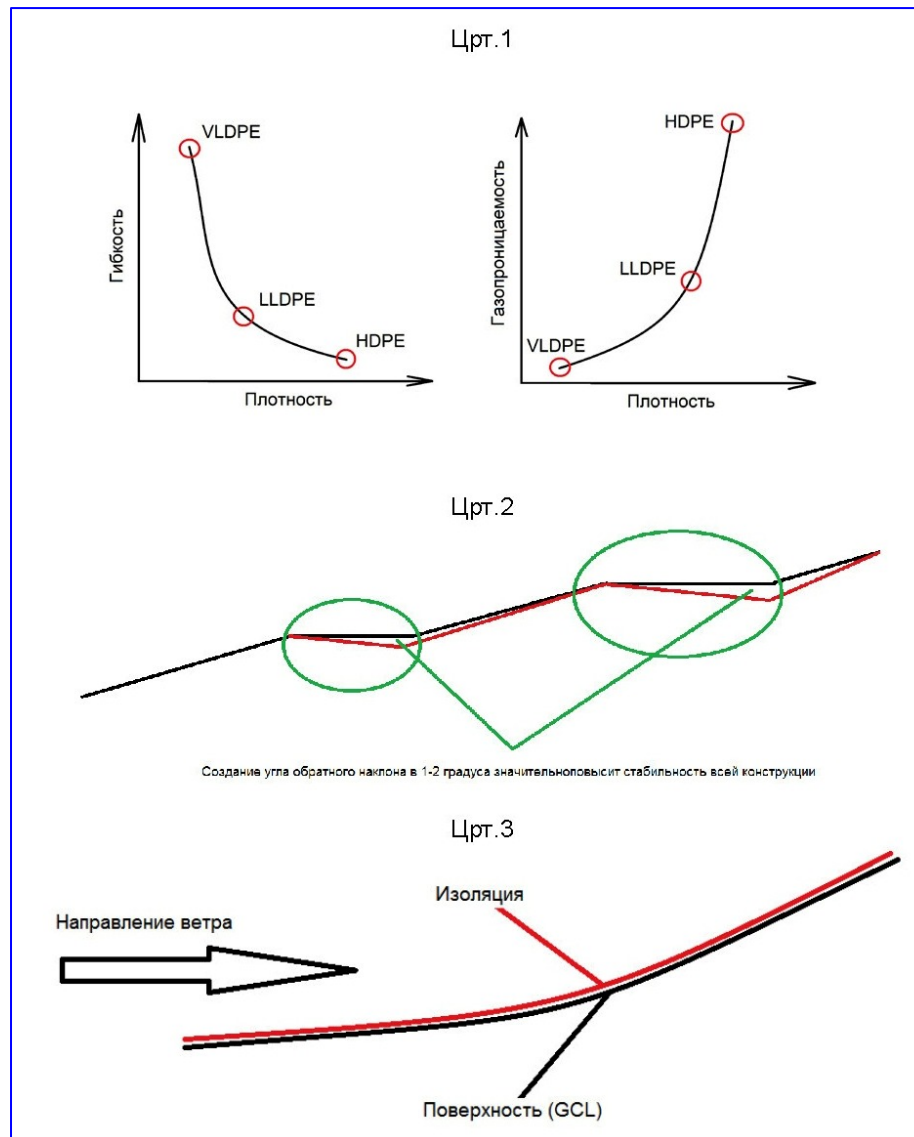 Црт.1
VLDPE
LLDPE
HDPE
Гибкость
Плотность
HDPE
LLDPE
VLDPE
Газопроницаемость
Плотность
Црт.2
Создание угла обратного наклона в 1-2 градуса значительноповысит стабильность всей конструкции
Црт.3
Изоляция
Направление ветра
Поверхность (GCL)